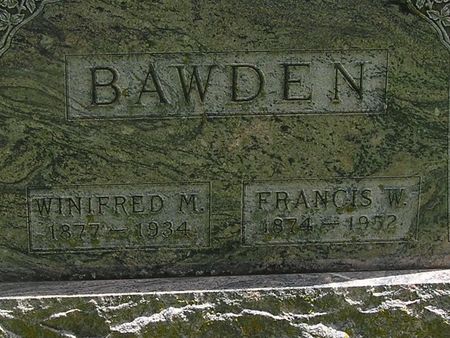 BAWDEN
WINIFRED M.
1877 – 1934
FRANCIS W.
1874 – 1952